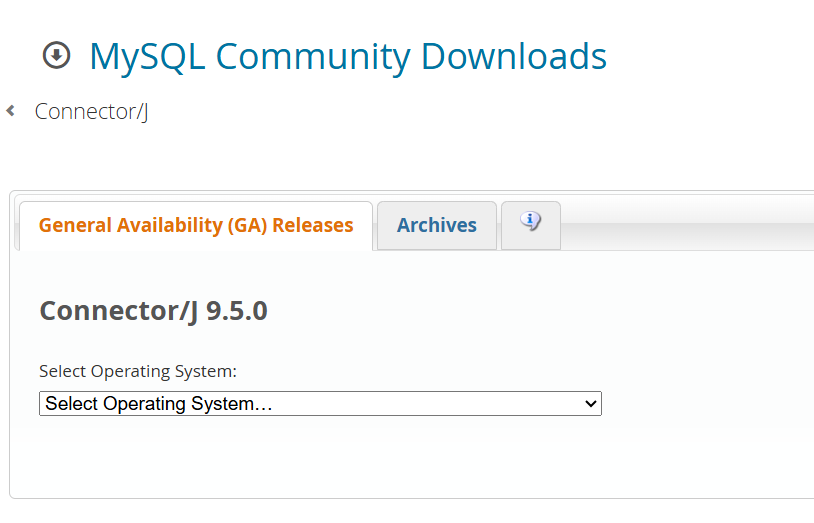 MySQL Community Downloads
Connector/J
General Availability (GA) Releases
Archives
Connector/J 9.5.0
Select Operating System:
Select Operating System…